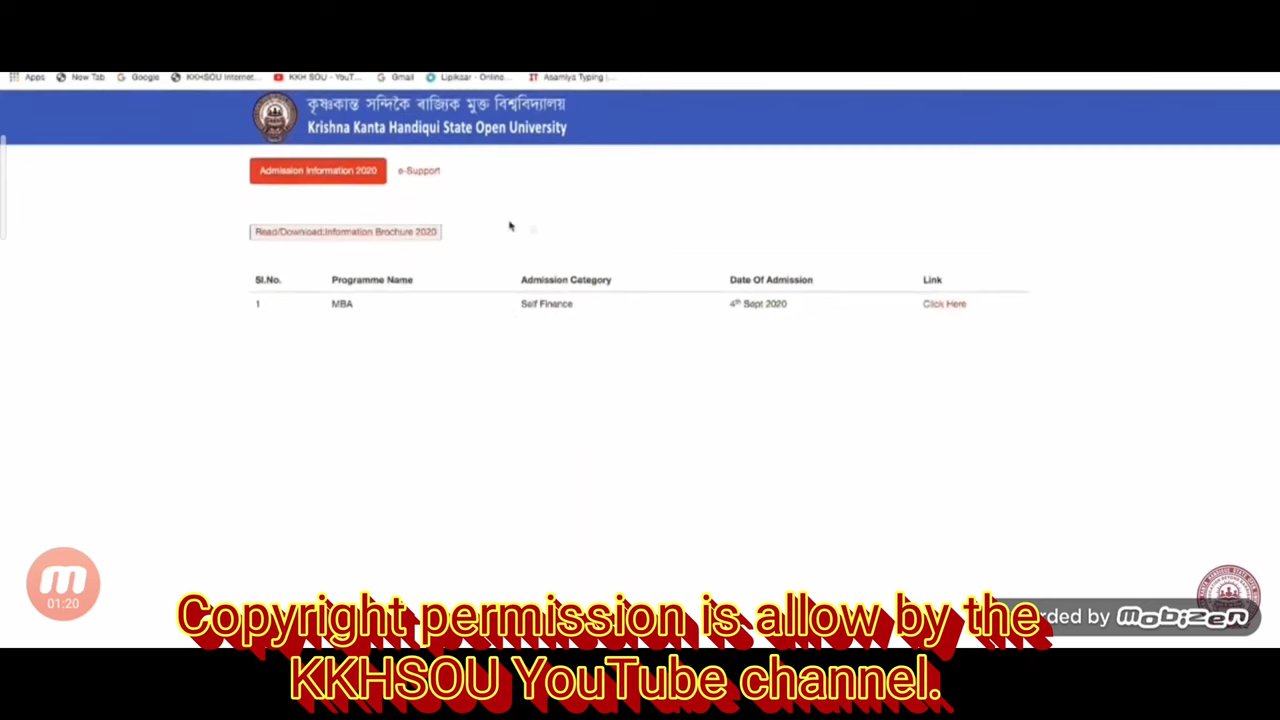 Apps New Tab Google KKHSOU Internet... KKH SOU - YouT... Gmail Lipikaar - Online... IT Asamiya Typing |...
কৃষ্ণকান্ত সন্দিকৈ ৰাজ্যিক মুক্ত বিশ্ববিদ্যালয়
Krishna Kanta Handiqui State Open University
Admission Information 2020 e-Support
Read/Download:Information Brochure 2020
Sl.No. Programme Name Admission Category Date Of Admission Link
1 MBA Self Finance 4th Sept 2020 Click Here
01:20
by Mobizen
Copyright permission is allow by the
KKHSOU YouTube channel.